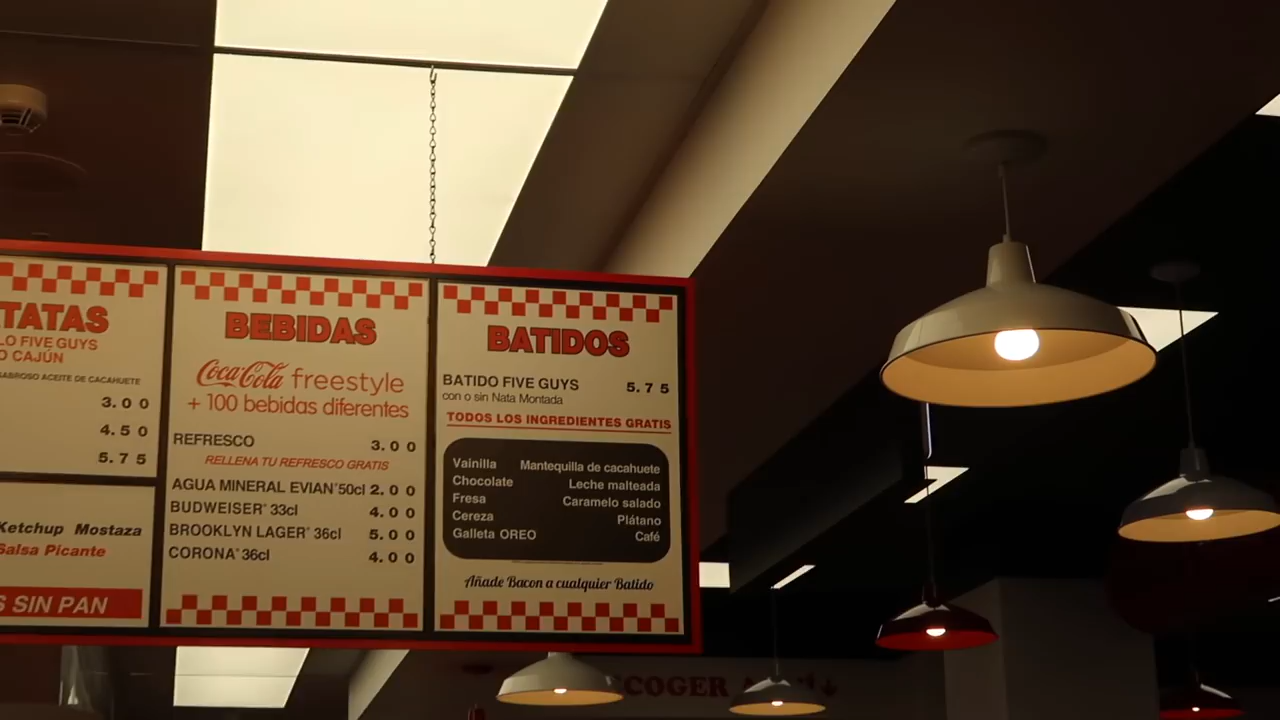 TATAS
LO FIVE GUYS
O CAJÚN
SABROSO ACEITE DE CACAHUETE
3.00
4.50
5.75
Ketchup Mostaza
Salsa Picante
S SIN PAN
BEBIDAS
Coca-Cola freestyle
+ 100 bebidas diferentes
REFRESCO 3.00
RELLENA TU REFRESCO GRATIS
AGUA MINERAL EVIAN® 50cl 2.00
BUDWEISER® 33cl 4.00
BROOKLYN LAGER® 36cl 5.00
CORONA® 36cl 4.00
BATIDOS
BATIDO FIVE GUYS 5.75
con o sin Nata Montada
TODOS LOS INGREDIENTES GRATIS
Vainilla Mantequilla de cacahuete
Chocolate Leche malteada
Fresa Caramelo salado
Cereza Plátano
Galleta OREO Café
Añade Bacon a cualquier Batido
COGER